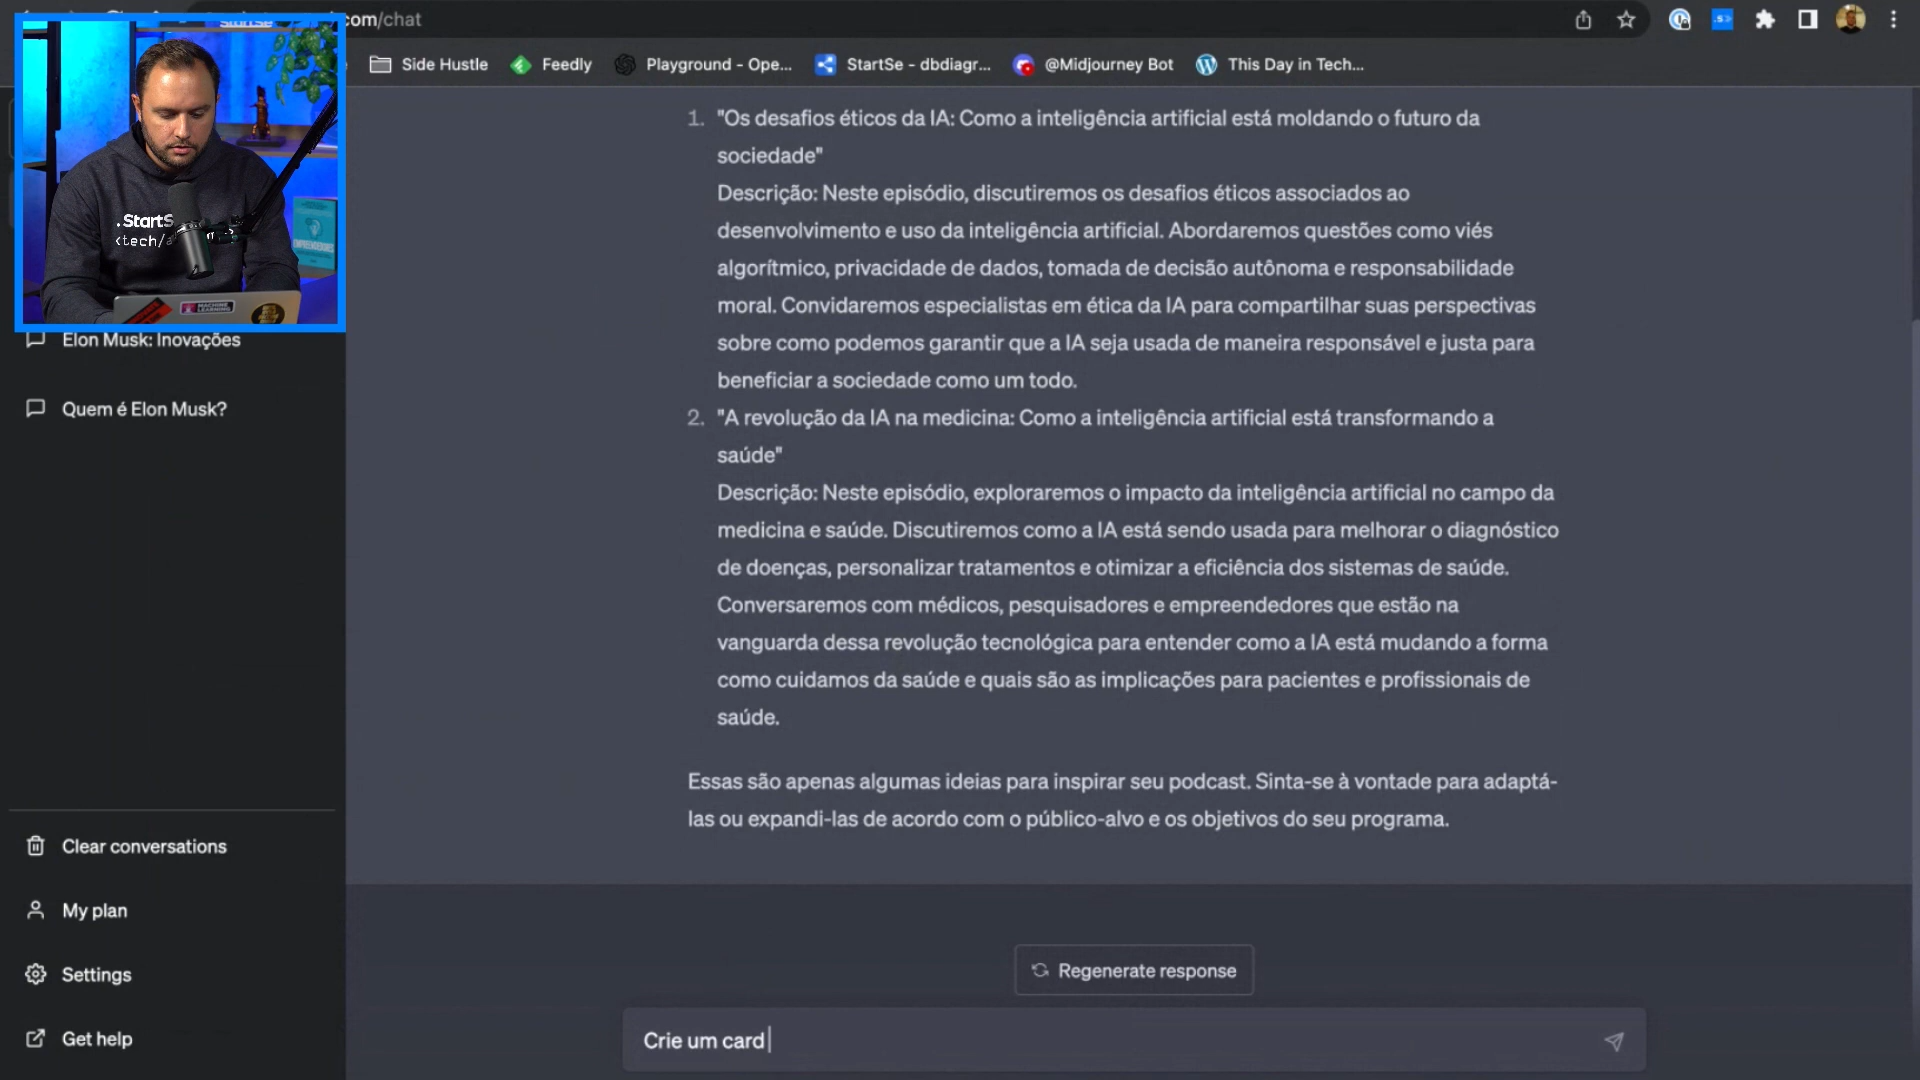 com/chat
Side Hustle
Feedly
Playground - Ope...
StartSe - dbdiagr...
@Midjourney Bot
This Day in Tech...
.StartS
<tech/a
MACHINE
LEARNING
1. "Os desafios éticos da IA: Como a inteligência artificial está moldando o futuro da
sociedade"
Descrição: Neste episódio, discutiremos os desafios éticos associados ao
desenvolvimento e uso da inteligência artificial. Abordaremos questões como viés
algorítmico, privacidade de dados, tomada de decisão autônoma e responsabilidade
moral. Convidaremos especialistas em ética da IA para compartilhar suas perspectivas
sobre como podemos garantir que a IA seja usada de maneira responsável e justa para
beneficiar a sociedade como um todo.
2. "A revolução da IA na medicina: Como a inteligência artificial está transformando a
saúde"
Descrição: Neste episódio, exploraremos o impacto da inteligência artificial no campo da
medicina e saúde. Discutiremos como a IA está sendo usada para melhorar o diagnóstico
de doenças, personalizar tratamentos e otimizar a eficiência dos sistemas de saúde.
Conversaremos com médicos, pesquisadores e empreendedores que estão na
vanguarda dessa revolução tecnológica para entender como a IA está mudando a forma
como cuidamos da saúde e quais são as implicações para pacientes e profissionais de
saúde.
Essas são apenas algumas ideias para inspirar seu podcast. Sinta-se à vontade para adaptá-
las ou expandi-las de acordo com o público-alvo e os objetivos do seu programa.
Elon Musk: Inovações
Quem é Elon Musk?
Clear conversations
My plan
Settings
Get help
Regenerate response
Crie um card